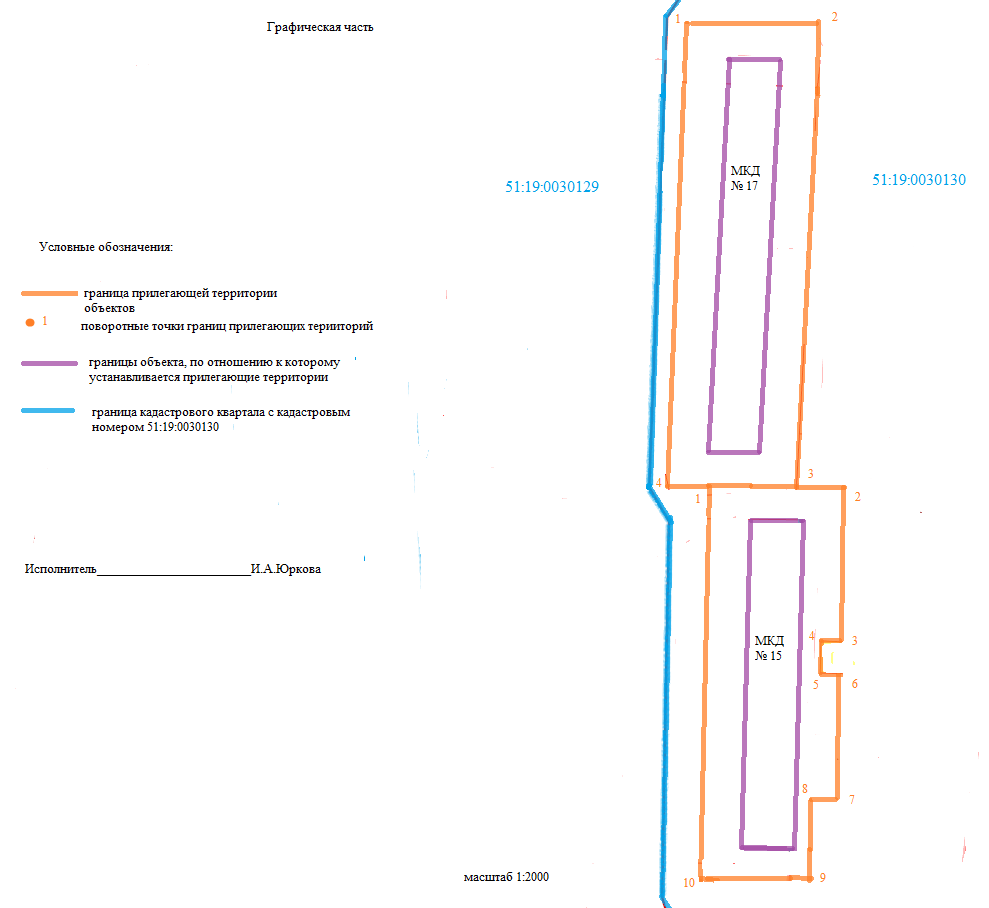 Графическая часть
1
2
МКД
№ 17
51:19:0030129
51:19:0030130
Условные обозначения:
граница прилегающей территории
объектов
1
поворотные точки границ прилегающих терииторий
границы объекта, по отношению к которому
устанавливается прилегающие территории
граница кадастрового квартала с кадастровым
номером 51:19:0030130
3
4
1
2
Исполнитель________________________И.А.Юркова
МКД
№ 15
4
3
5
6
8
7
масштаб 1:2000
10
9